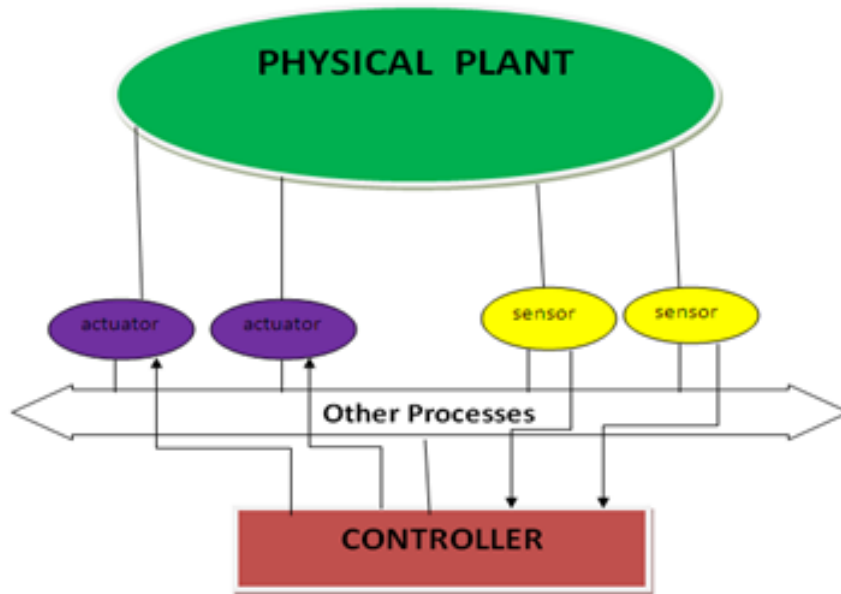 PHYSICAL PLANT
actuator
actuator
sensor
sensor
Other Processes
CONTROLLER